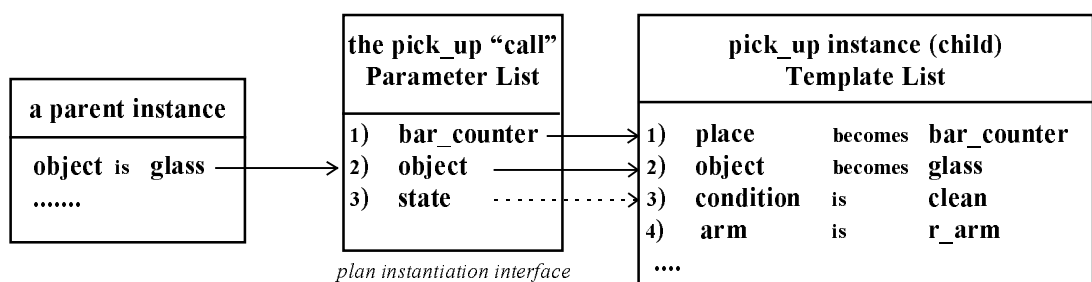 a parent instance
object is glass
.......
the pick_up “call”
Parameter List
1) bar_counter
2) object
3) state
plan instantiation interface
pick_up instance (child)
Template List
1) place becomes bar_counter
2) object becomes glass
3) condition is clean
4) arm is r_arm
....